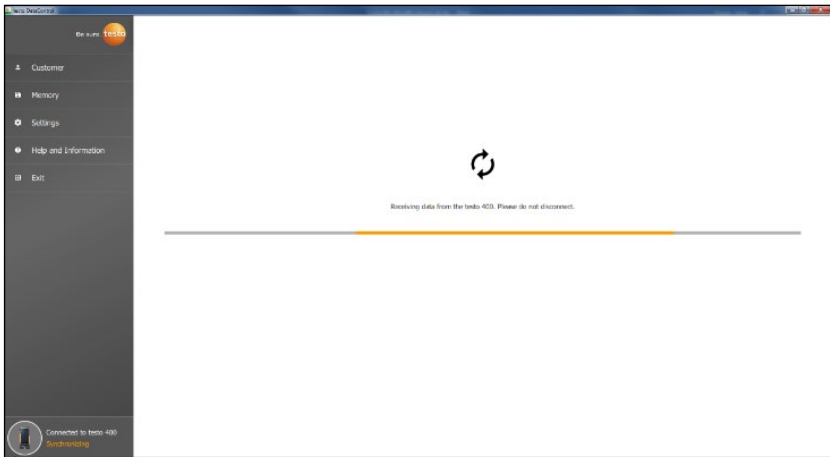 testo DataControl
Be sure. testo
Customer
Memory
Settings
Help and Information
Exit
Receiving data from the testo 400. Please do not disconnect.
Connected to testo 400
Synchronizing